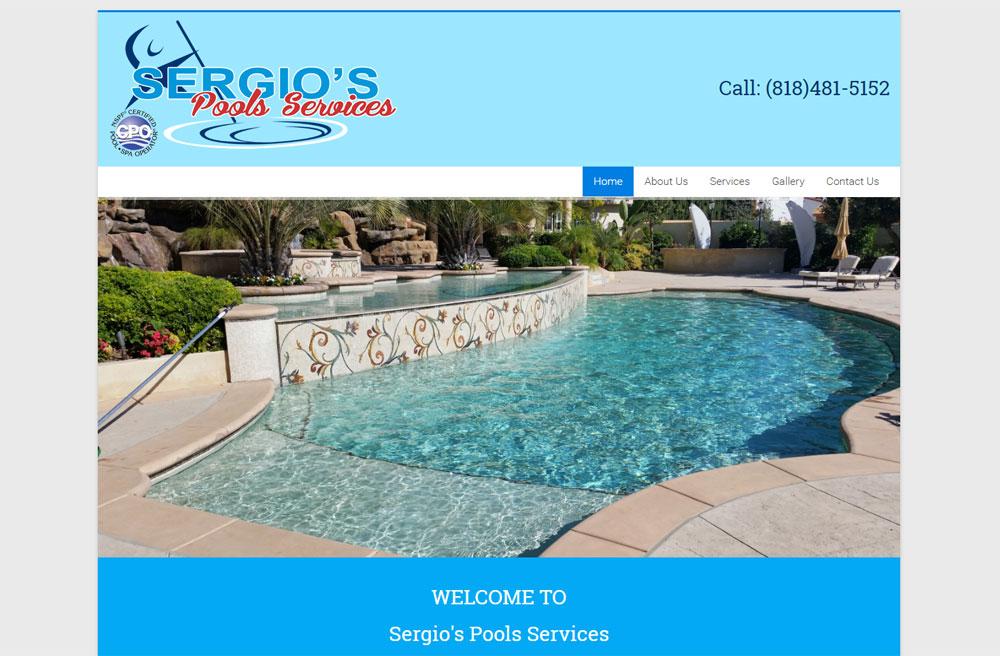 SERGIO'S
Pools Services
NSPF® CERTIFIED
CPO
POOL • SPA OPERATOR
Call: (818)481-5152
Home About Us Services Gallery Contact Us
WELCOME TO
Sergio's Pools Services